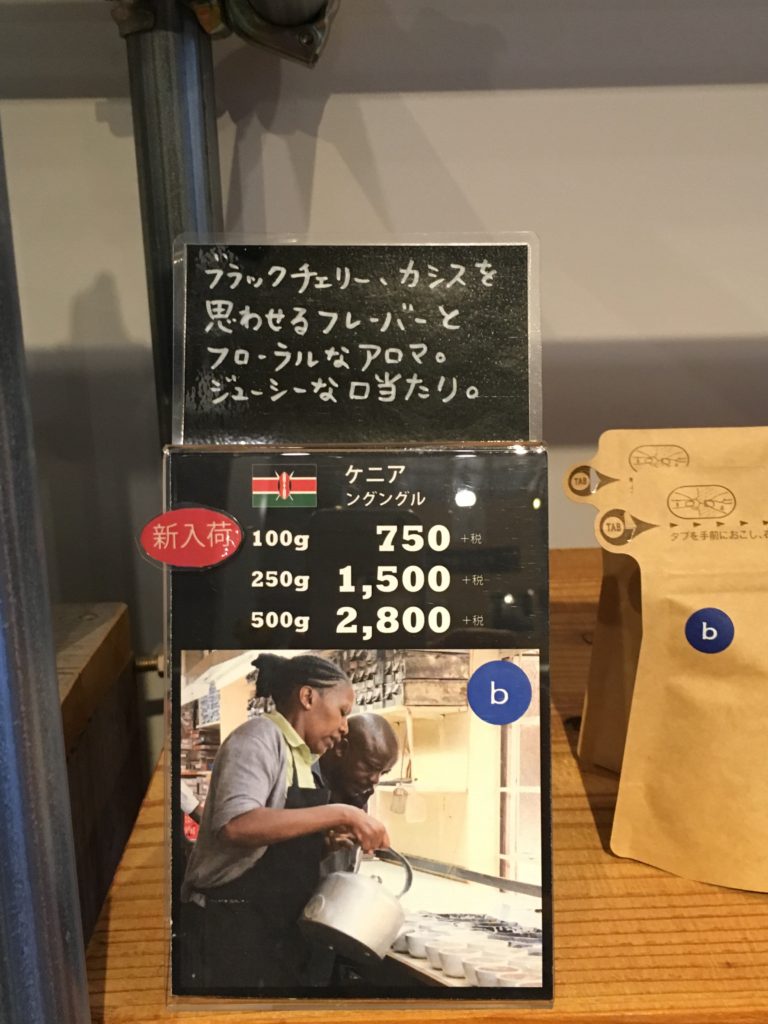 ブラックチェリー、カシスを
思わせるフレーバーと
フローラルなアロマ。
ジューシーな口当たり。
ケニア
ングングル
新入荷
100g 750 +税
250g 1,500 +税
500g 2,800 +税
b
TAB
TAB
タブを手前におこし、
b